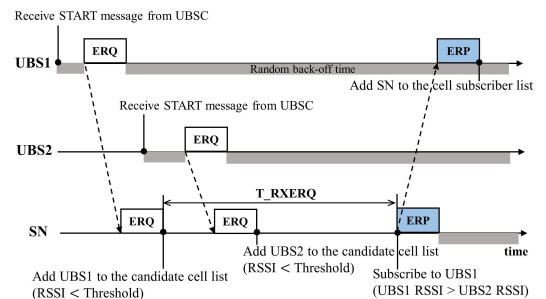 Receive START message from UBSC
ERQ
ERP
UBS1
Random back-off time
Add SN to the cell subscriber list
Receive START message from UBSC
ERQ
UBS2
T_RXERQ
ERQ
ERQ
ERP
SN
time
Add UBS1 to the candidate cell list
(RSSI < Threshold)
Add UBS2 to the candidate cell list
(RSSI < Threshold)
Subscribe to UBS1
(UBS1 RSSI > UBS2 RSSI)